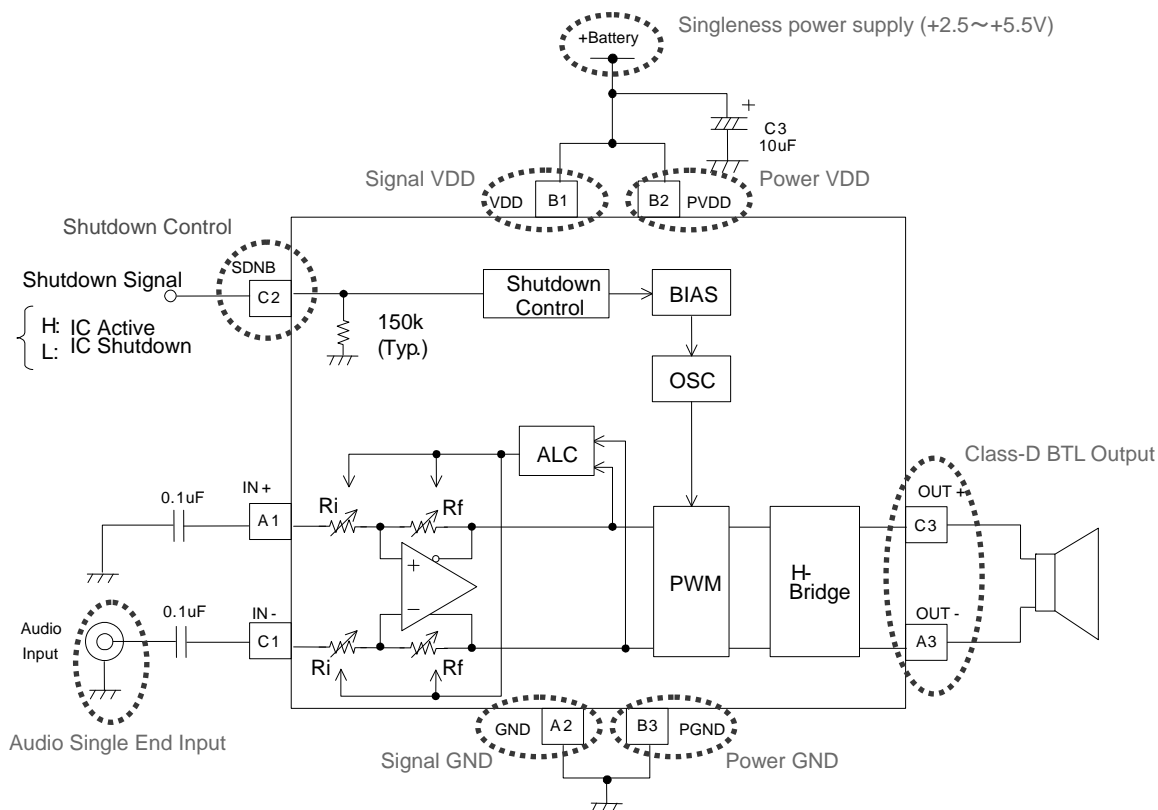 Singleness power supply (+2.5～+5.5V)
+Battery
+
C3
10uF
Signal VDD
Power VDD
VDD
B1
B2
PVDD
Shutdown Control
SDNB
Shutdown Signal
C2
H: IC Active
L: IC Shutdown
150k
(Typ.)
Shutdown
Control
BIAS
OSC
ALC
Class-D BTL Output
0.1uF
IN +
A1
Ri
Rf
OUT +
C3
+
−
PWM
H-
Bridge
0.1uF
IN -
OUT -
Audio
Input
C1
A3
Ri
Rf
Audio Single End Input
GND
A2
B3
PGND
Signal GND
Power GND